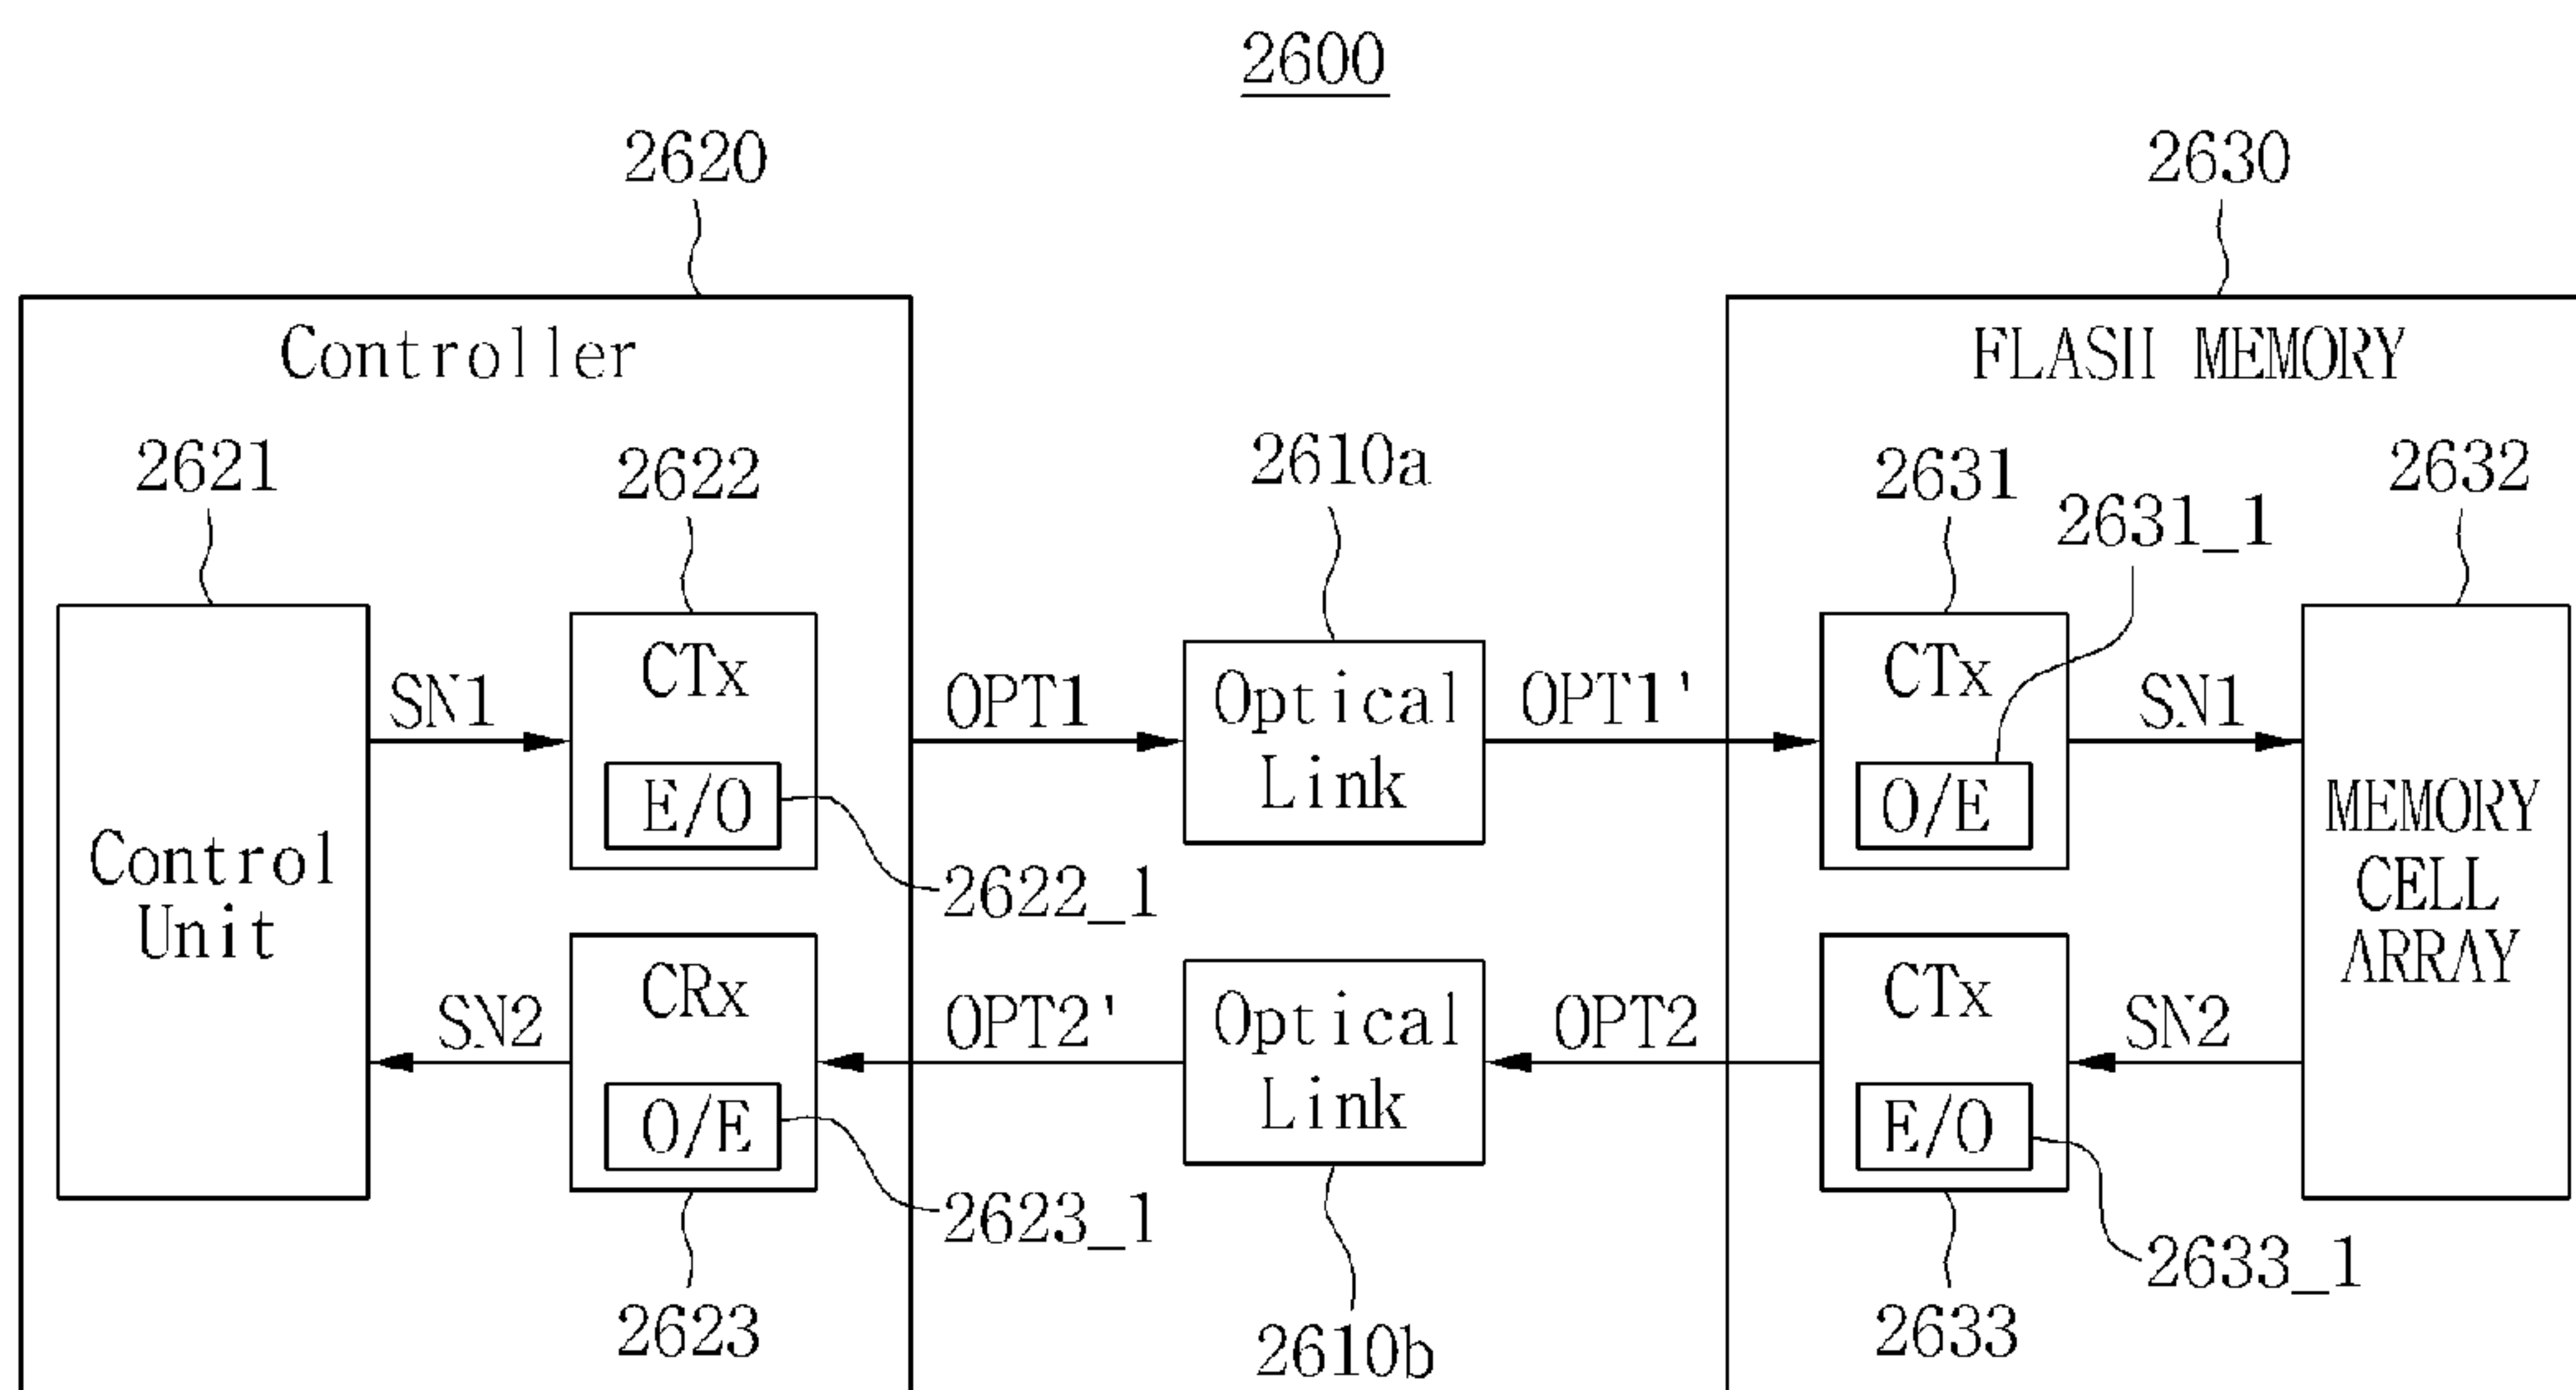 2600
2620
2630
Controller
FLASH MEMORY
2621
2622
2610a
2631
2631_1
2632
SN1
CTx
E/O
OPT1
Optical
Link
OPT1'
CTx
O/E
SN1
2622_1
Control
Unit
MEMORY
CELL
ARRAY
SN2
CRx
O/E
OPT2'
Optical
Link
OPT2
CTx
E/O
SN2
2623_1
2633_1
2623
2610b
2633